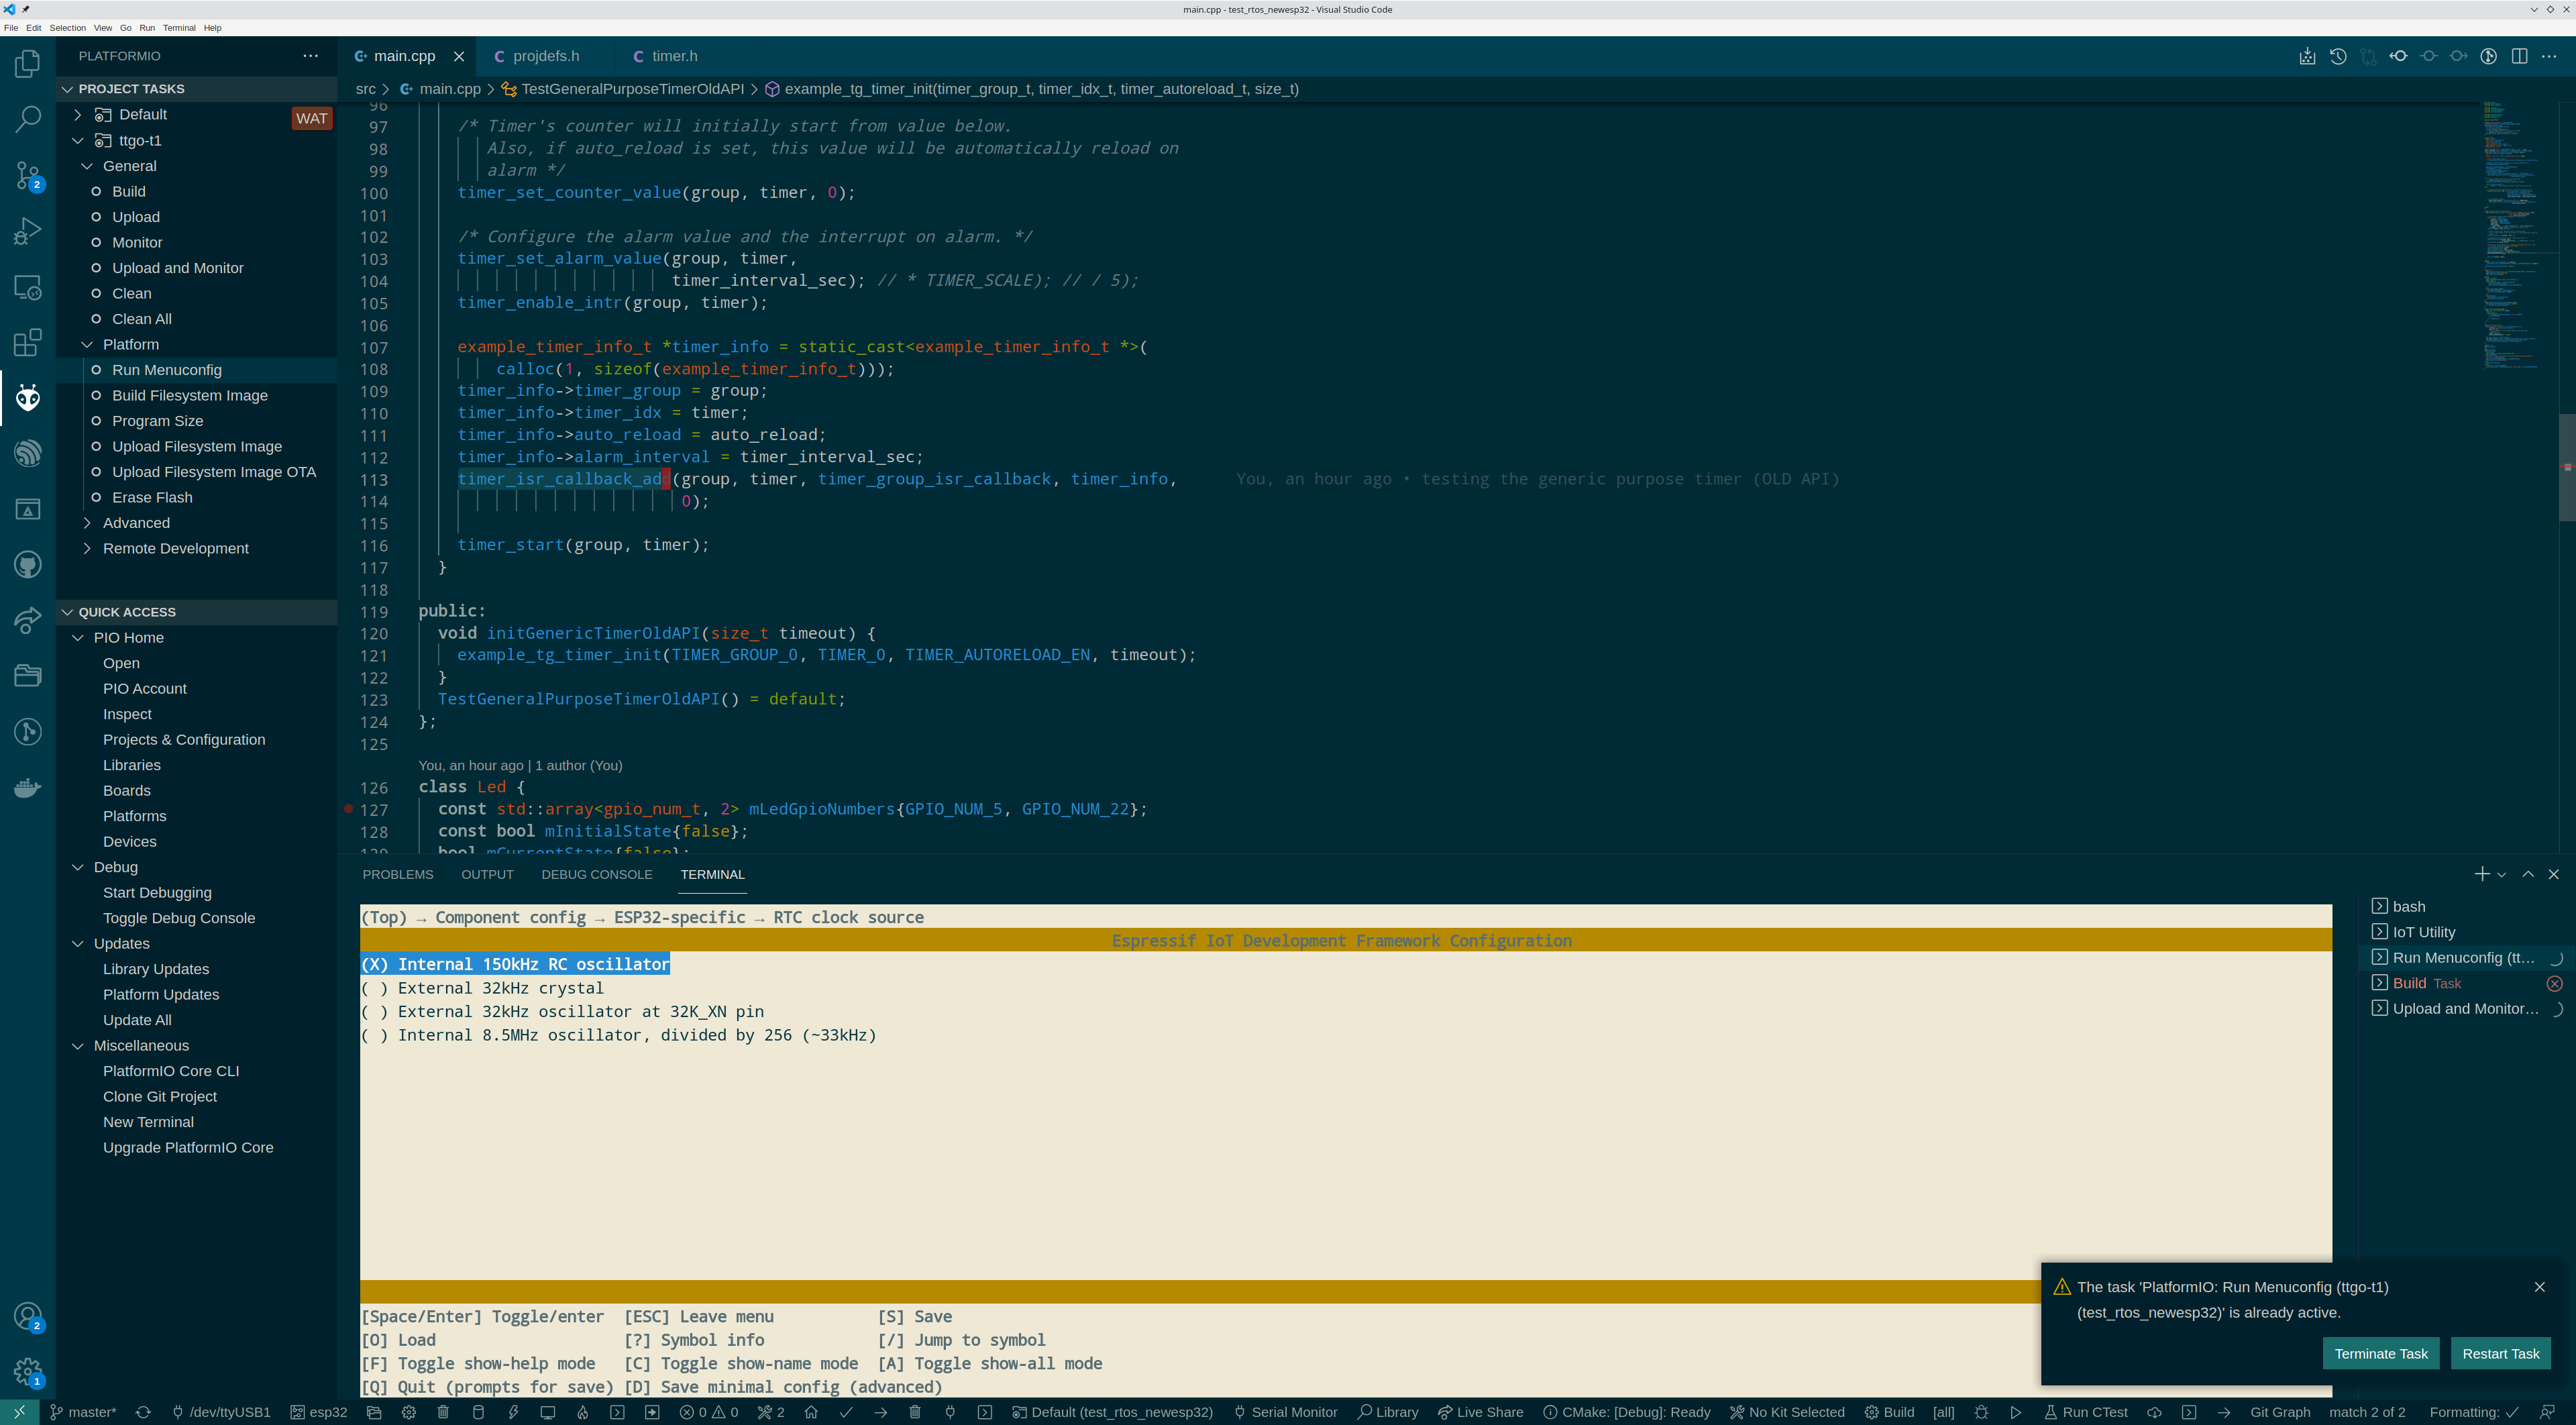 main.cpp - test_rtos_newesp32 - Visual Studio Code
File Edit Selection View Go Run Terminal Help
PLATFORMIO
PROJECT TASKS
Default
WAT
ttgo-t1
General
Build
Upload
Monitor
Upload and Monitor
Clean
Clean All
Platform
Run Menuconfig
Build Filesystem Image
Program Size
Upload Filesystem Image
Upload Filesystem Image OTA
Erase Flash
Advanced
Remote Development
QUICK ACCESS
PIO Home
Open
PIO Account
Inspect
Projects & Configuration
Libraries
Boards
Platforms
Devices
Debug
Start Debugging
Toggle Debug Console
Updates
Library Updates
Platform Updates
Update All
Miscellaneous
PlatformIO Core CLI
Clone Git Project
New Terminal
Upgrade PlatformIO Core
2
2
1
main.cpp projdefs.h timer.h
src > main.cpp > TestGeneralPurposeTimerOldAPI > example_tg_timer_init(timer_group_t, timer_idx_t, timer_autoreload_t, size_t)
96
97 /* Timer's counter will initially start from value below.
98 Also, if auto_reload is set, this value will be automatically reload on
99 alarm */
100 timer_set_counter_value(group, timer, 0);
101
102 /* Configure the alarm value and the interrupt on alarm. */
103 timer_set_alarm_value(group, timer,
104 timer_interval_sec); // * TIMER_SCALE); // / 5);
105 timer_enable_intr(group, timer);
106
107 example_timer_info_t *timer_info = static_cast<example_timer_info_t *>(
108 calloc(1, sizeof(example_timer_info_t)));
109 timer_info->timer_group = group;
110 timer_info->timer_idx = timer;
111 timer_info->auto_reload = auto_reload;
112 timer_info->alarm_interval = timer_interval_sec;
113 timer_isr_callback_add(group, timer, timer_group_isr_callback, timer_info, You, an hour ago • testing the generic purpose timer (OLD API)
114 0);
115
116 timer_start(group, timer);
117 }
118
119 public:
120 void initGenericTimerOldAPI(size_t timeout) {
121 example_tg_timer_init(TIMER_GROUP_0, TIMER_0, TIMER_AUTORELOAD_EN, timeout);
122 }
123 TestGeneralPurposeTimerOldAPI() = default;
124 };
125
You, an hour ago | 1 author (You)
126 class Led {
127 const std::array<gpio_num_t, 2> mLedGpioNumbers{GPIO_NUM_5, GPIO_NUM_22};
128 const bool mInitialState{false};
129 bool mCurrentState{false};
PROBLEMS OUTPUT DEBUG CONSOLE TERMINAL
(Top) → Component config → ESP32-specific → RTC clock source
Espressif IoT Development Framework Configuration
(X) Internal 150kHz RC oscillator
( ) External 32kHz crystal
( ) External 32kHz oscillator at 32K_XN pin
( ) Internal 8.5MHz oscillator, divided by 256 (~33kHz)
[Space/Enter] Toggle/enter [ESC] Leave menu [S] Save
[O] Load [?] Symbol info [/] Jump to symbol
[F] Toggle show-help mode [C] Toggle show-name mode [A] Toggle show-all mode
[Q] Quit (prompts for save) [D] Save minimal config (advanced)
bash
IoT Utility
Run Menuconfig (tt...
Build Task
Upload and Monitor...
The task 'PlatformIO: Run Menuconfig (ttgo-t1)
(test_rtos_newesp32)' is already active.
Terminate Task Restart Task
master* /dev/ttyUSB1 esp32 0 0 2 Default (test_rtos_newesp32) Serial Monitor Library Live Share CMake: [Debug]: Ready No Kit Selected Build [all] Run CTest Git Graph match 2 of 2 Formatting: ✓